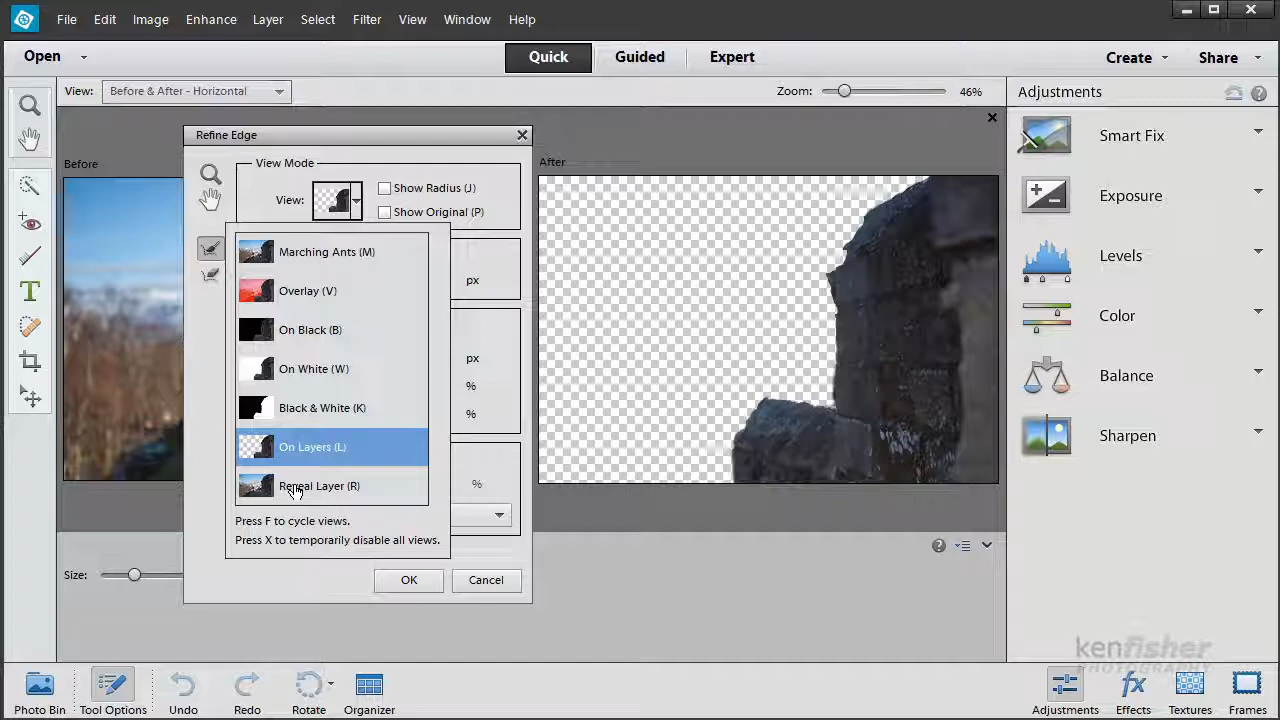 File Edit Image Enhance Layer Select Filter View Window Help
Open Quick Guided Expert Create Share
View: Before & After - Horizontal Zoom: 46% Adjustments
Refine Edge
Before
After
View Mode
View:
Show Radius (J)
Show Original (P)
Marching Ants (M)
Overlay (V)
On Black (B)
On White (W)
Black & White (K)
On Layers (L)
Reveal Layer (R)
Press F to cycle views.
Press X to temporarily disable all views.
px
px
%
%
%
OK Cancel
Size:
Smart Fix
Exposure
Levels
Color
Balance
Sharpen
kenfisher
PHOTOGRAPHY
Photo Bin Tool Options Undo Redo Rotate Organizer Adjustments Effects Textures Frames